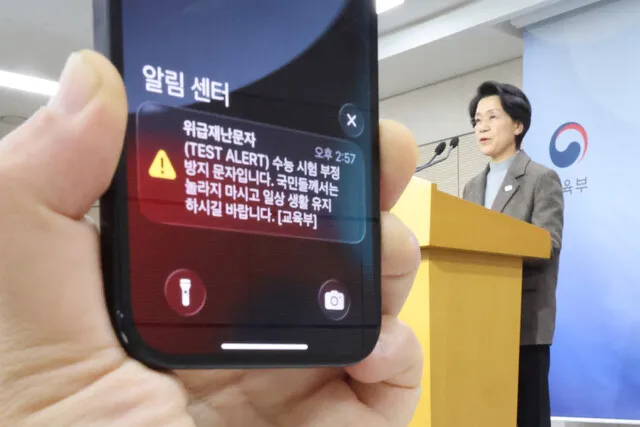 알림 센터
위급재난문자
오후 2:57
(TEST ALERT) 수능 시험 부정
방지 문자입니다. 국민들께서는
놀라지 마시고 일상 생활 유지
하시길 바랍니다. [교육부]
교육부